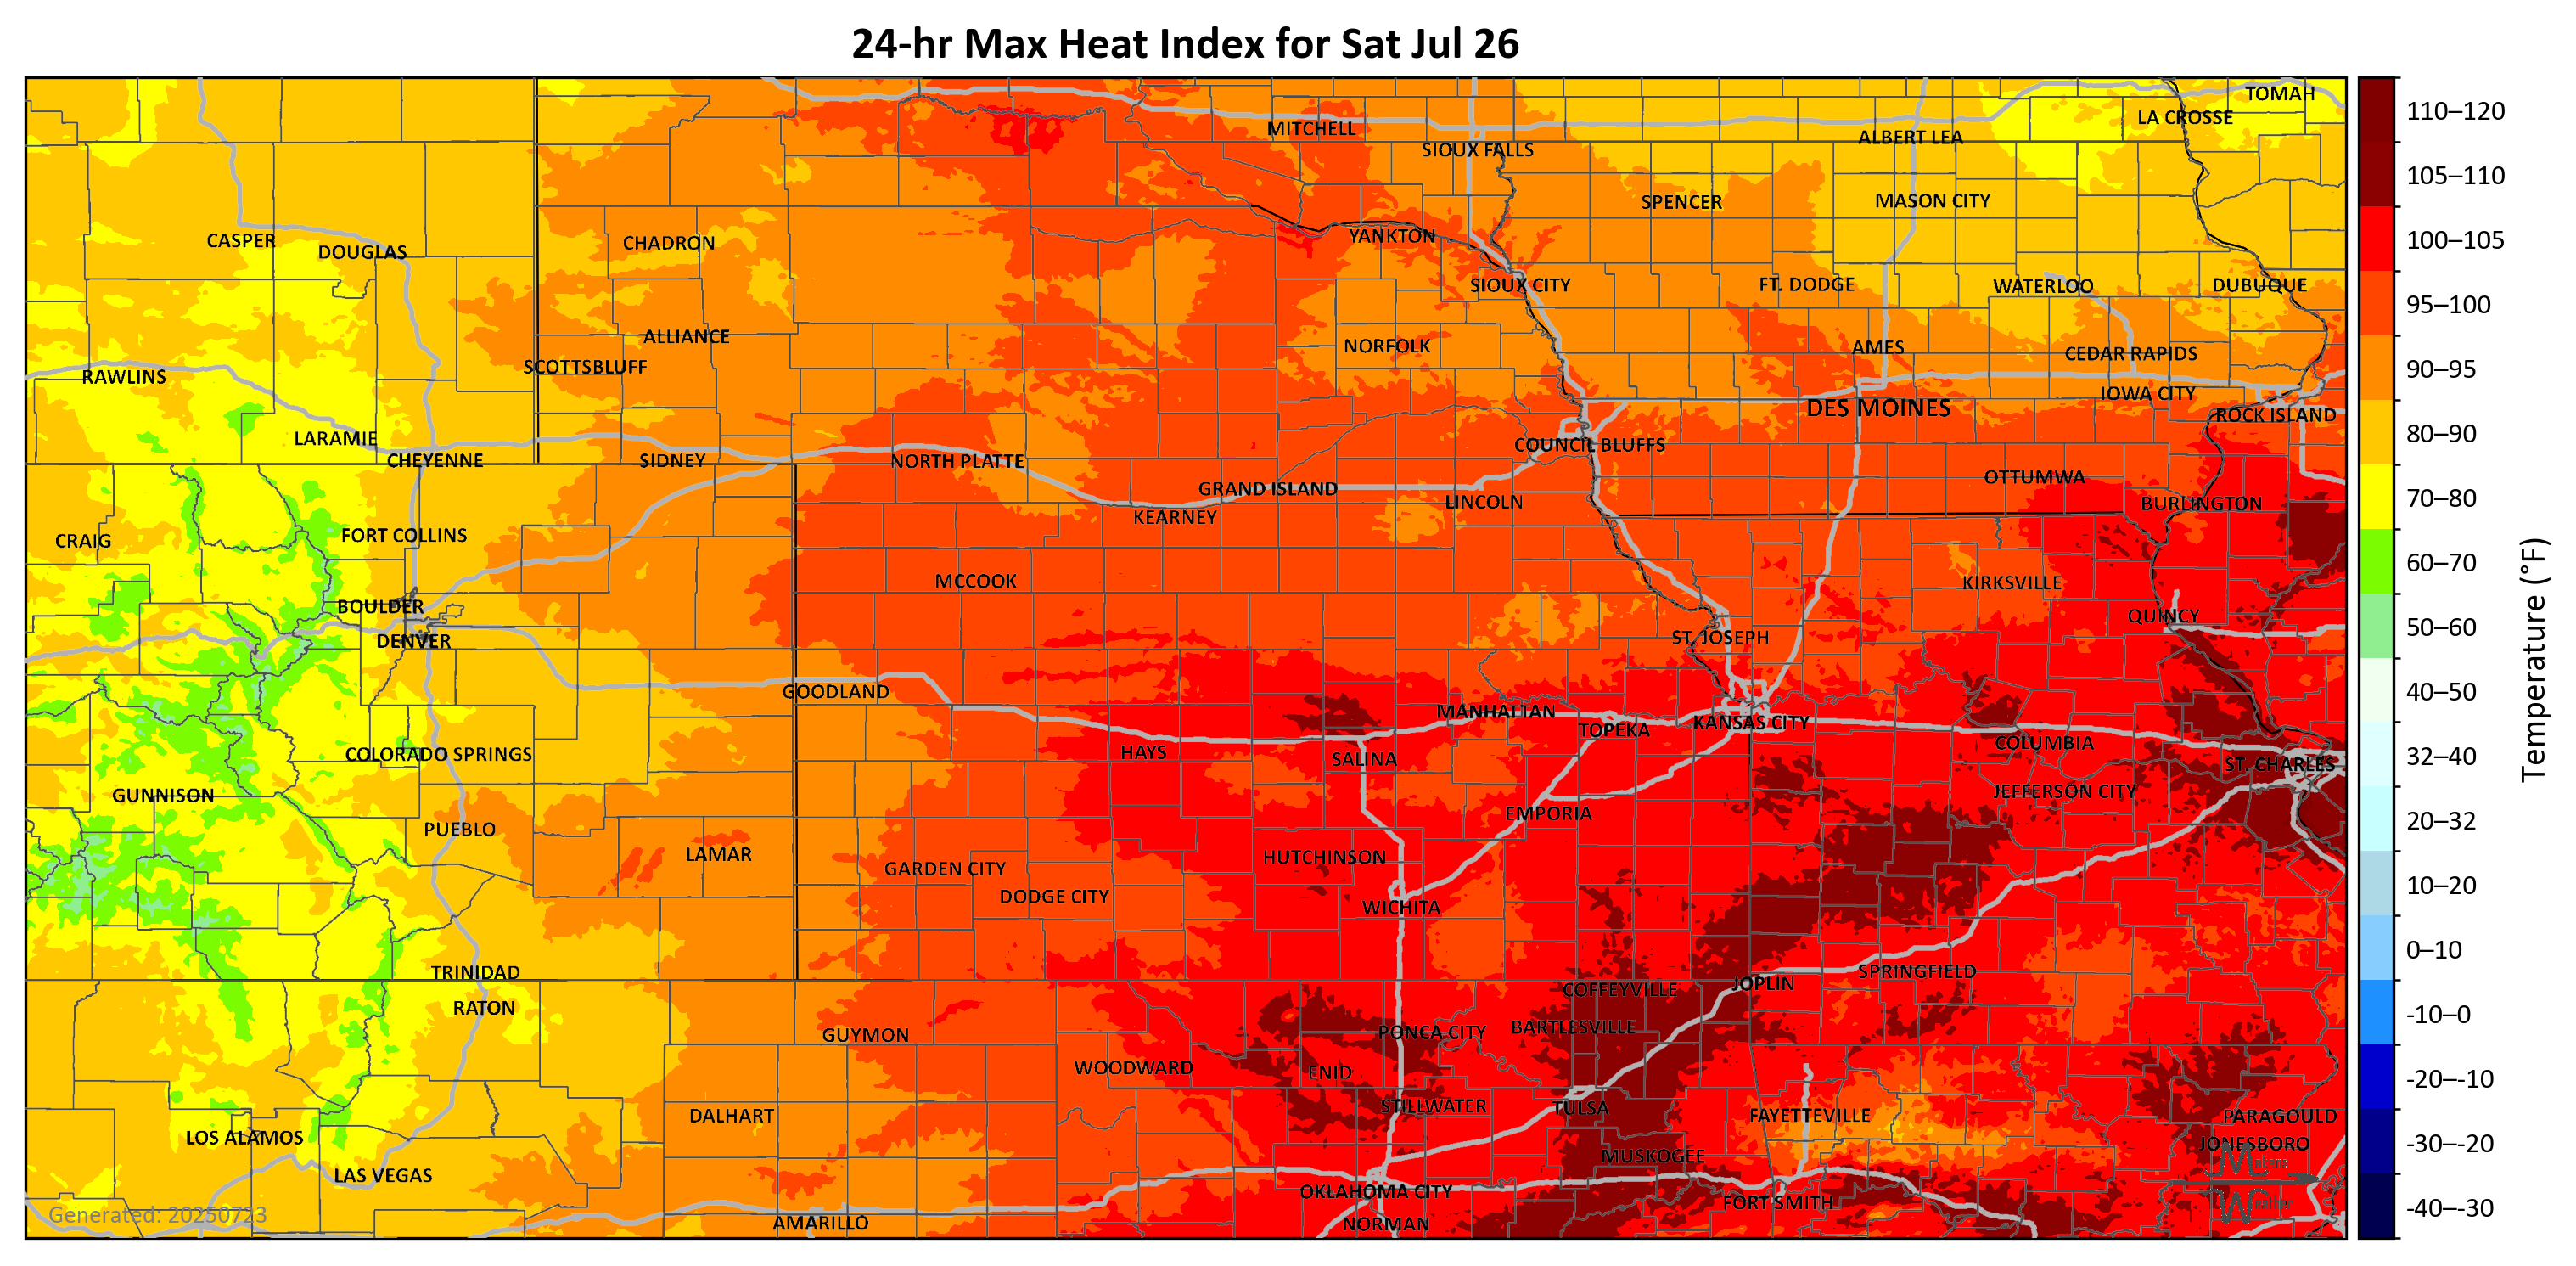 24-hr Max Heat Index for Sat Jul 26
TOMAH
LA CROSSE
MITCHELL
ALBERT LEA
SIOUX FALLS
SPENCER
MASON CITY
CASPER
DOUGLAS
CHADRON
YANKTON
SIOUX CITY
FT. DODGE
WATERLOO
DUBUQUE
ALLIANCE
NORFOLK
AMES
CEDAR RAPIDS
SCOTTSBLUFF
RAWLINS
IOWA CITY
DES MOINES
ROCK ISLAND
LARAMIE
COUNCIL BLUFFS
CHEYENNE
SIDNEY
NORTH PLATTE
OTTUMWA
GRAND ISLAND
LINCOLN
BURLINGTON
KEARNEY
CRAIG
FORT COLLINS
MCCOOK
KIRKSVILLE
BOULDER
QUINCY
DENVER
ST. JOSEPH
GOODLAND
MANHATTAN
TOPEKA
KANSAS CITY
COLUMBIA
COLORADO SPRINGS
HAYS
SALINA
ST. CHARLES
GUNNISON
JEFFERSON CITY
EMPORIA
PUEBLO
LAMAR
HUTCHINSON
GARDEN CITY
DODGE CITY
WICHITA
TRINIDAD
SPRINGFIELD
JOPLIN
COFFEYVILLE
RATON
GUYMON
PONCA CITY
BARTLESVILLE
WOODWARD
ENID
STILLWATER
TULSA
DALHART
FAYETTEVILLE
PARAGOULD
LOS ALAMOS
JONESBORO
MUSKOGEE
LAS VEGAS
OKLAHOMA CITY
FORT SMITH
Generated: 20250723
AMARILLO
NORMAN
110–120
105–110
100–105
95–100
90–95
80–90
70–80
60–70
50–60
40–50
32–40
20–32
10–20
0–10
-10–0
-20–-10
-30–-20
-40–-30
Temperature (°F)